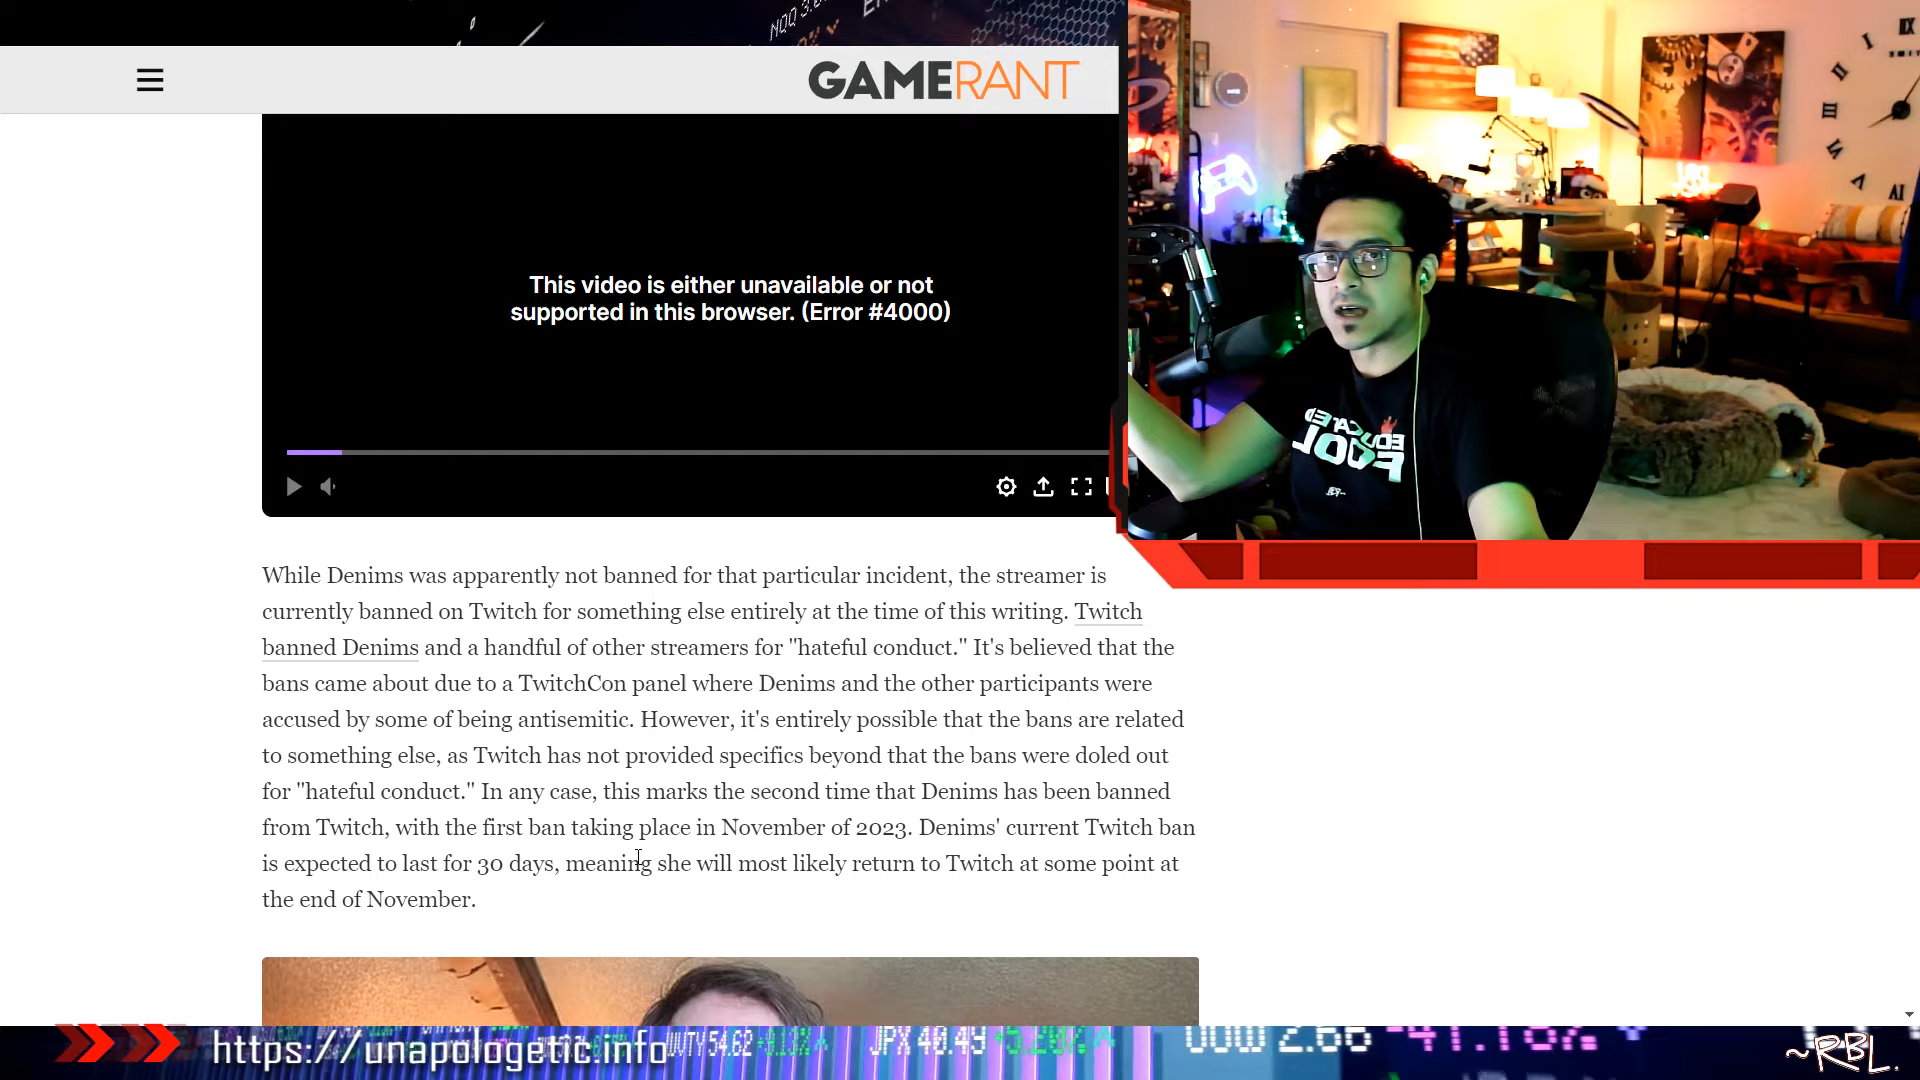 GAMERANT
This video is either unavailable or not
supported in this browser. (Error #4000)
EDUCATED
FOOL
While Denims was apparently not banned for that particular incident, the streamer is
currently banned on Twitch for something else entirely at the time of this writing. Twitch
banned Denims and a handful of other streamers for "hateful conduct." It's believed that the
bans came about due to a TwitchCon panel where Denims and the other participants were
accused by some of being antisemitic. However, it's entirely possible that the bans are related
to something else, as Twitch has not provided specifics beyond that the bans were doled out
for "hateful conduct." In any case, this marks the second time that Denims has been banned
from Twitch, with the first ban taking place in November of 2023. Denims' current Twitch ban
is expected to last for 30 days, meaning she will most likely return to Twitch at some point at
the end of November.
https://unapologetic.info
JPX 40.49
~RBL.